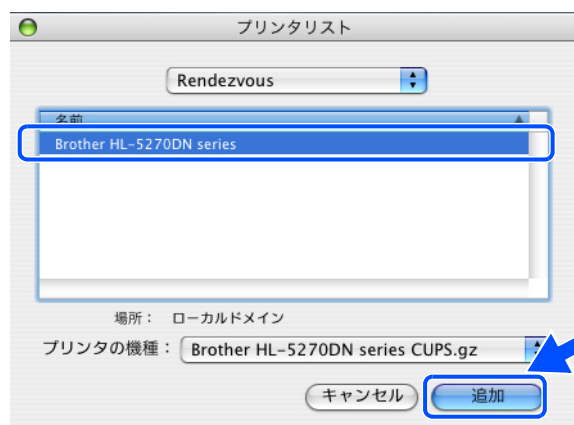 プリンタリスト
Rendezvous
名前
Brother HL-5270DN series
場所： ローカルドメイン
プリンタの機種： Brother HL-5270DN series CUPS.gz
キャンセル 追加